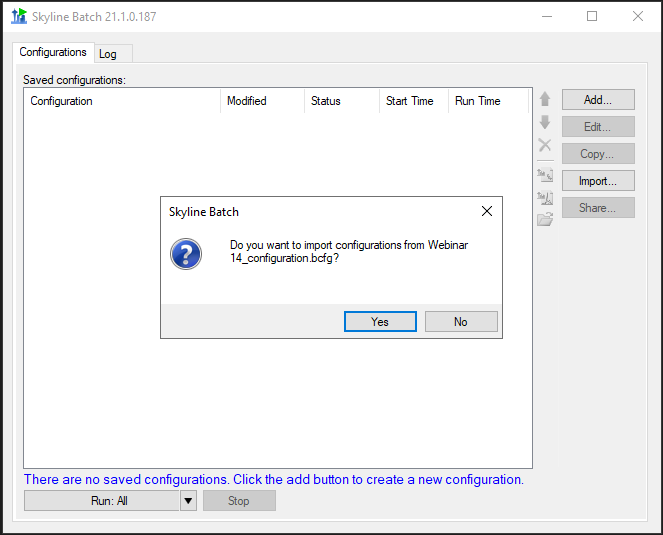 Skyline Batch 21.1.0.187
Configurations
Log
Saved configurations:
Configuration Modified Status Start Time Run Time
Add...
Edit...
Copy...
Import...
Share...
Skyline Batch
Do you want to import configurations from Webinar
14_configuration.bcfg?
Yes No
There are no saved configurations. Click the add button to create a new configuration.
Run: All Stop